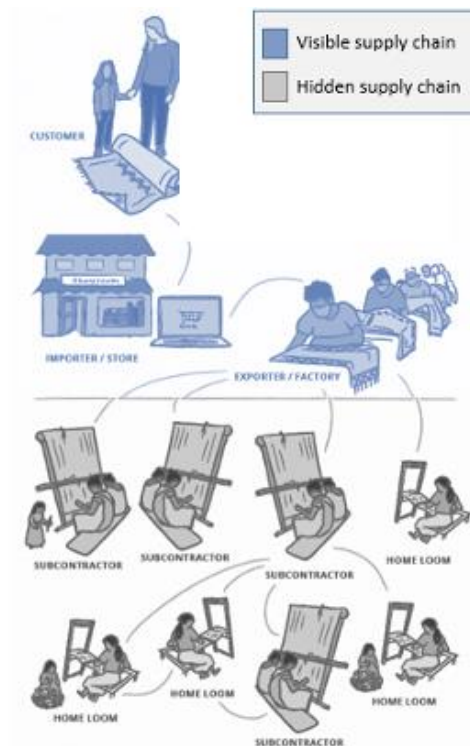 Visible supply chain
Hidden supply chain
CUSTOMER
IMPORTER / STORE
EXPORTER / FACTORY
SUBCONTRACTOR
SUBCONTRACTOR
SUBCONTRACTOR
HOME LOOM
HOME LOOM
HOME LOOM
SUBCONTRACTOR
HOME LOOM